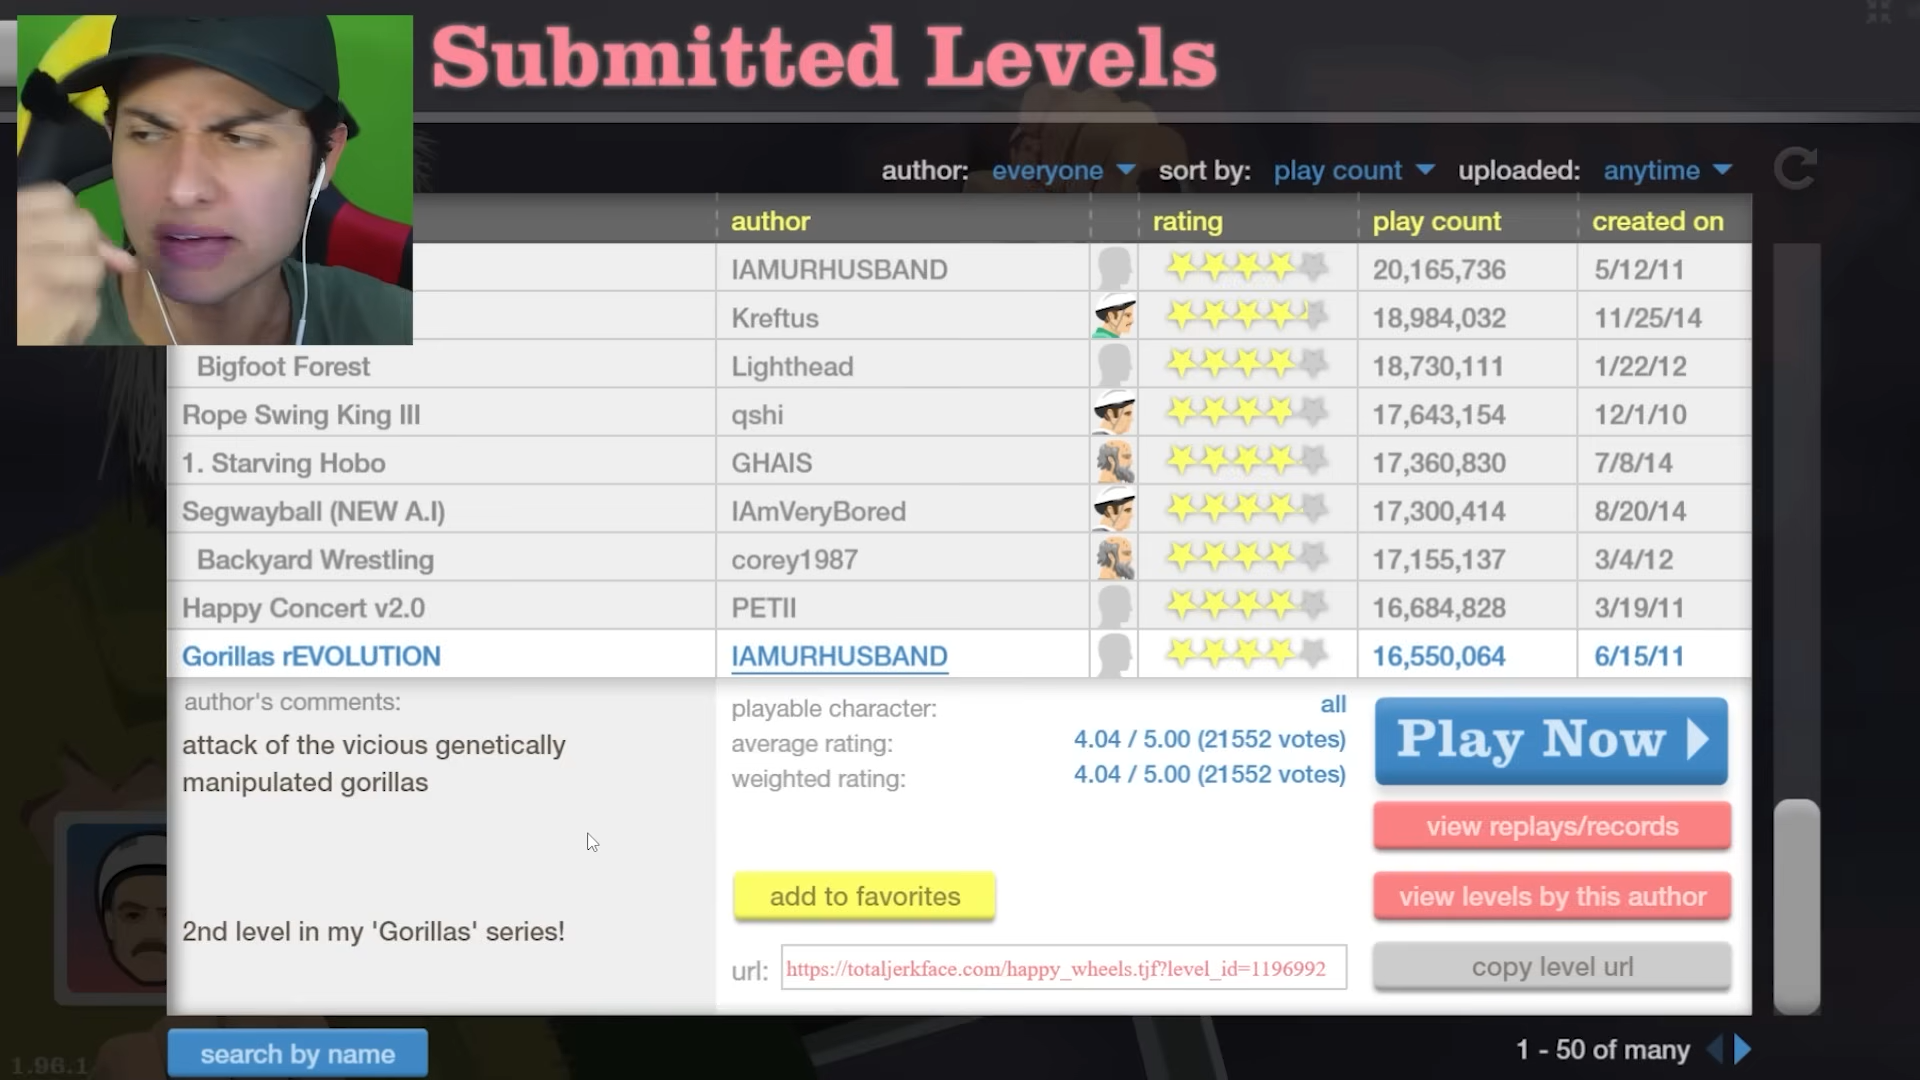 Submitted Levels
author: everyone sort by: play count uploaded: anytime
author rating play count created on
IAMURHUSBAND 20,165,736 5/12/11
Kreftus 18,984,032 11/25/14
Bigfoot Forest Lighthead 18,730,111 1/22/12
Rope Swing King III qshi 17,643,154 12/1/10
1. Starving Hobo GHAIS 17,360,830 7/8/14
Segwayball (NEW A.I) IAmVeryBored 17,300,414 8/20/14
Backyard Wrestling corey1987 17,155,137 3/4/12
Happy Concert v2.0 PETII 16,684,828 3/19/11
Gorillas rEVOLUTION IAMURHUSBAND 16,550,064 6/15/11
author's comments:
attack of the vicious genetically
manipulated gorillas
2nd level in my 'Gorillas' series!
playable character: all
average rating: 4.04 / 5.00 (21552 votes)
weighted rating: 4.04 / 5.00 (21552 votes)
add to favorites
url: https://totaljerkface.com/happy_wheels.tjf?level_id=1196992
Play Now
view replays/records
view levels by this author
copy level url
search by name
1 - 50 of many
1.96.1